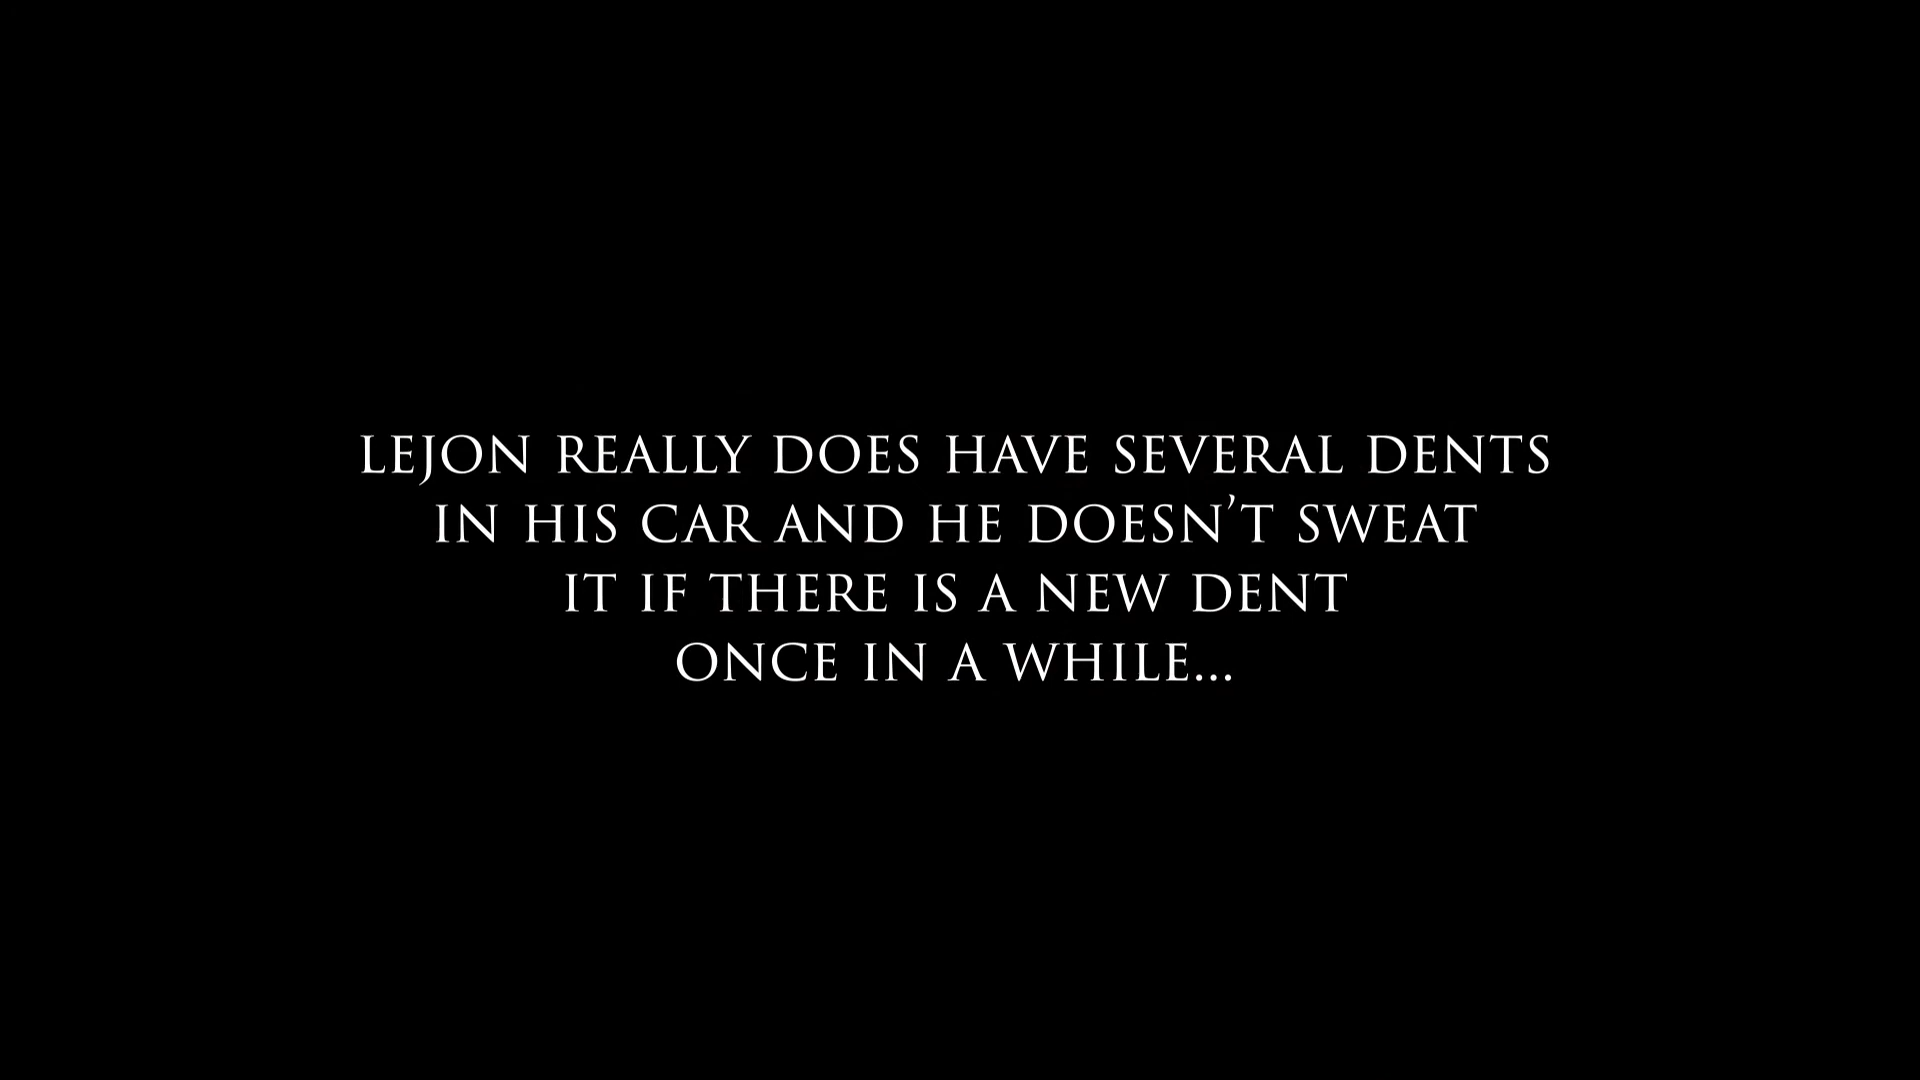 LEJON REALLY DOES HAVE SEVERAL DENTS
IN HIS CAR AND HE DOESN’T SWEAT
IT IF THERE IS A NEW DENT
ONCE IN A WHILE...